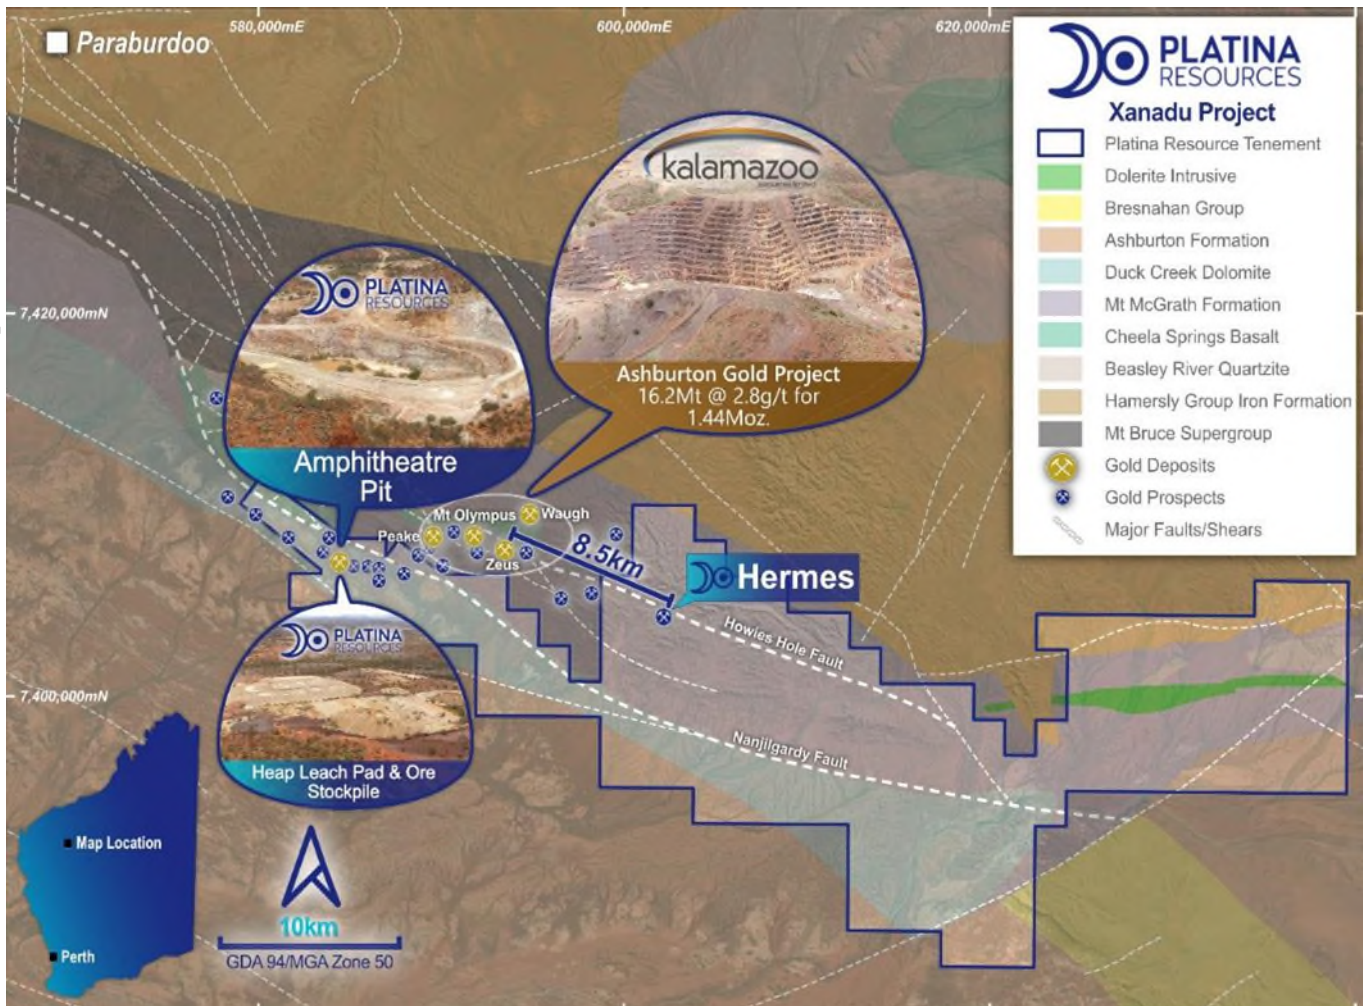 Paraburdoo
580,000mE
600,000mE
620,000mE
7,420,000mN
7,400,000mN
PLATINA
RESOURCES
Xanadu Project
Platina Resource Tenement
Dolerite Intrusive
Bresnahan Group
Ashburton Formation
Duck Creek Dolomite
Mt McGrath Formation
Cheela Springs Basalt
Beasley River Quartzite
Hamersly Group Iron Formation
Mt Bruce Supergroup
Gold Deposits
Gold Prospects
Major Faults/Shears
kalamazoo
Ashburton Gold Project
16.2Mt @ 2.8g/t for
1.44Moz.
PLATINA
RESOURCES
Amphitheatre
Pit
Mt Olympus
Waugh
Peake
Zeus
8.5km
Hermes
Howies Hole Fault
Nanjilgardy Fault
PLATINA
RESOURCES
Heap Leach Pad & Ore
Stockpile
Map Location
Perth
10km
GDA 94/MGA Zone 50